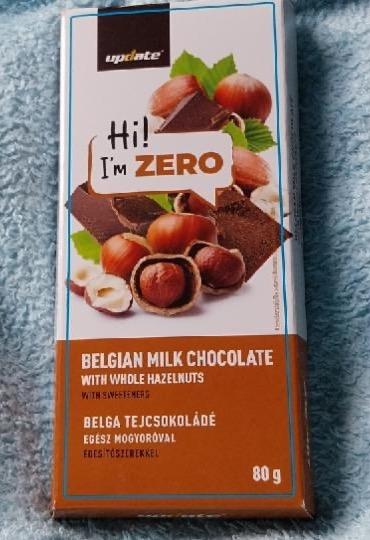 update
Hi!
I'm ZERO
BELGIAN MILK CHOCOLATE
WITH WHOLE HAZELNUTS
WITH SWEETENERS
BELGA TEJCSOKOLÁDÉ
EGÉSZ MOGYORÓVAL
ÉDESÍTŐSZEREKKEL
80 g